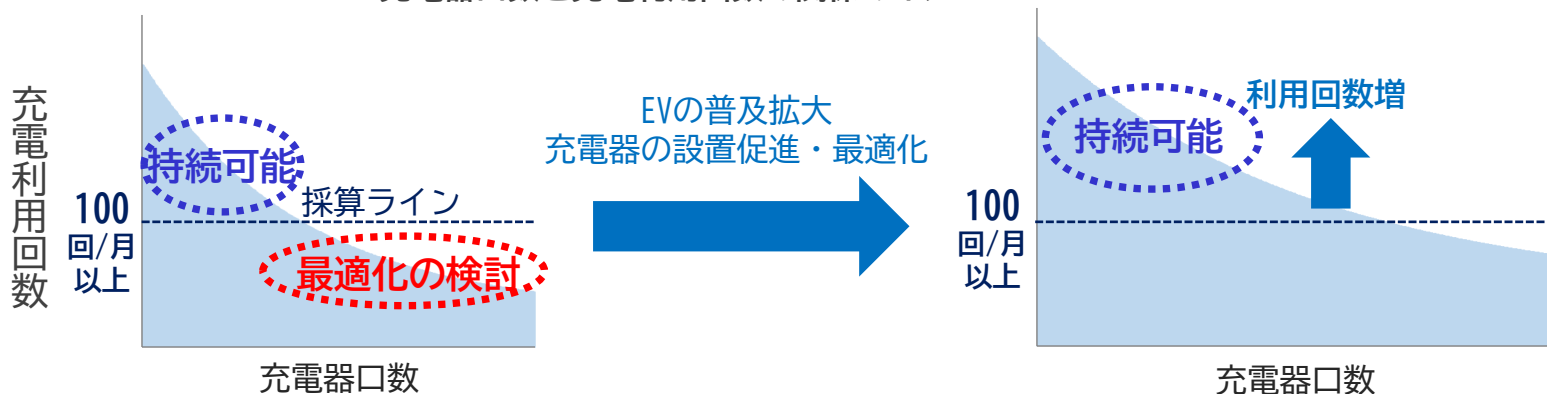 充電利用回数
100
回/月
以上
持続可能
採算ライン
最適化の検討
充電器口数
EVの普及拡大
充電器の設置促進・最適化
100
回/月
以上
持続可能
利用回数増
充電器口数